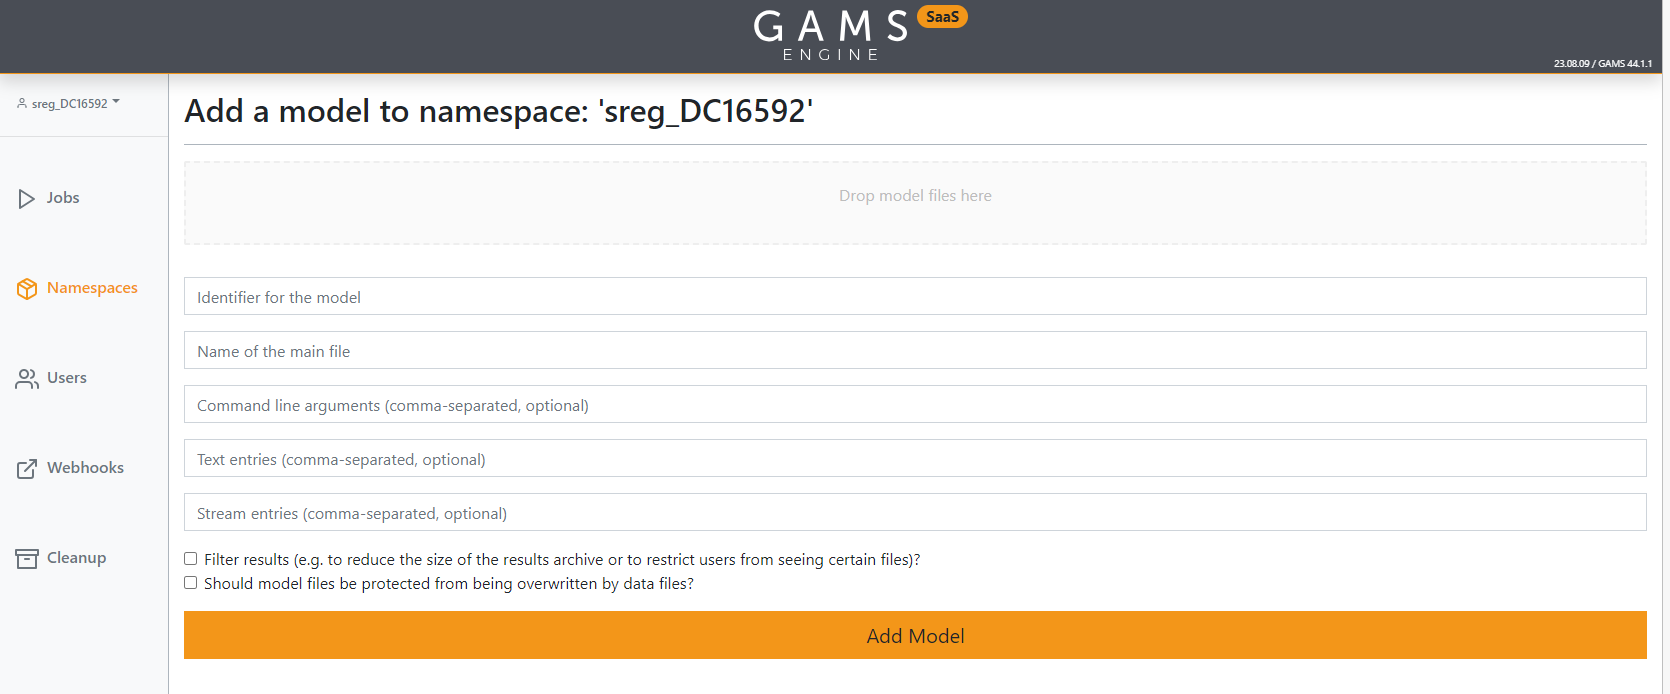 GAMS SaaS
ENGINE
23.08.09 / GAMS 44.1.1
sreg_DC16592
Jobs
Namespaces
Users
Webhooks
Cleanup
Add a model to namespace: 'sreg_DC16592'
Drop model files here
Identifier for the model
Name of the main file
Command line arguments (comma-separated, optional)
Text entries (comma-separated, optional)
Stream entries (comma-separated, optional)
Filter results (e.g. to reduce the size of the results archive or to restrict users from seeing certain files)?
Should model files be protected from being overwritten by data files?
Add Model